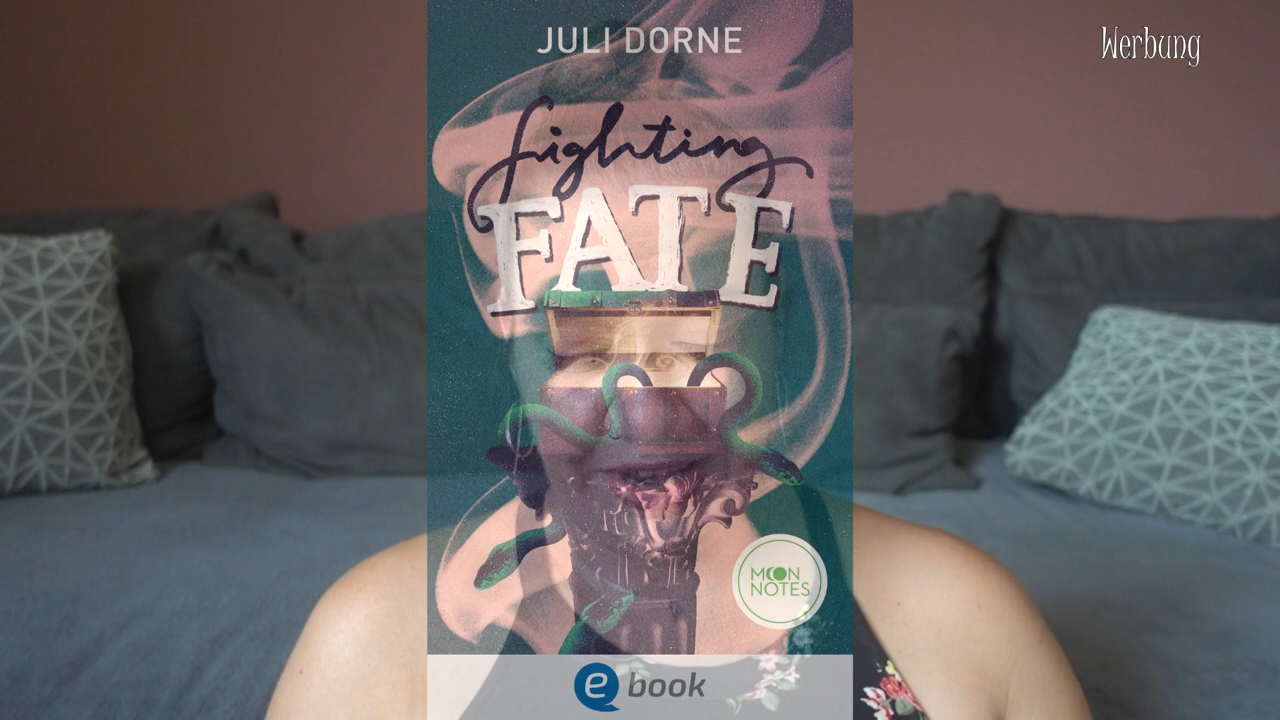 Werbung
JULI DORNE
fighting
FATE
MOON
NOTES
e book